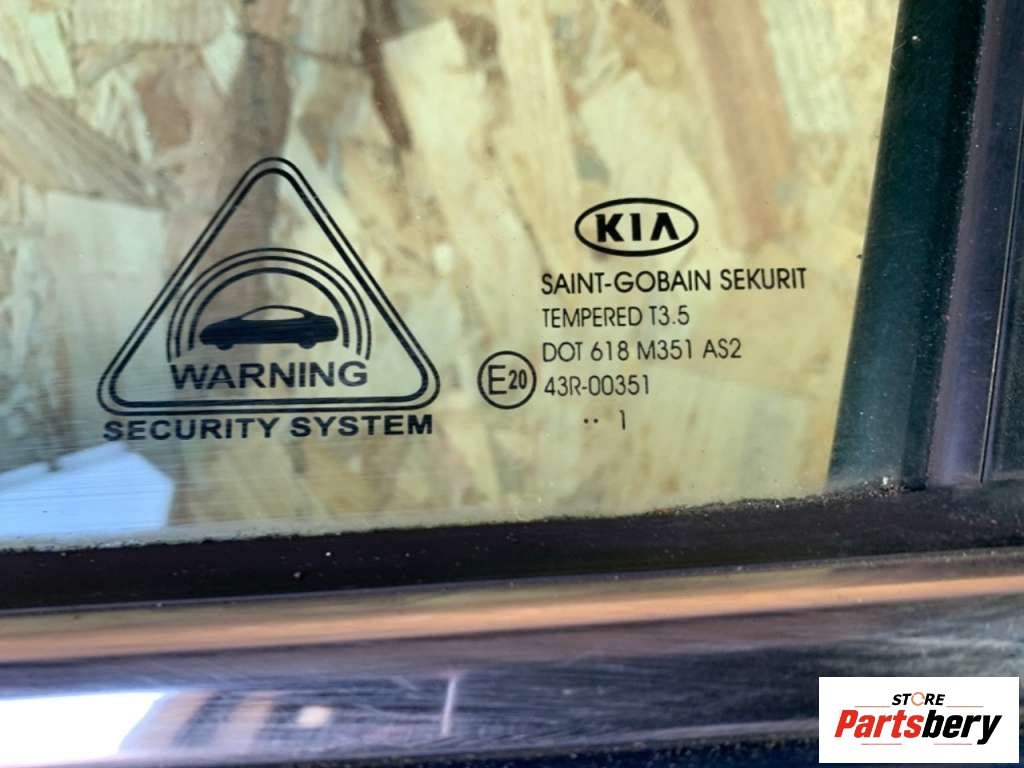 WARNING
SECURITY SYSTEM
KIA
SAINT-GOBAIN SEKURIT
TEMPERED T3.5
DOT 618 M351 AS2
E20 43R-00351
·· 1
STORE
Partsbery